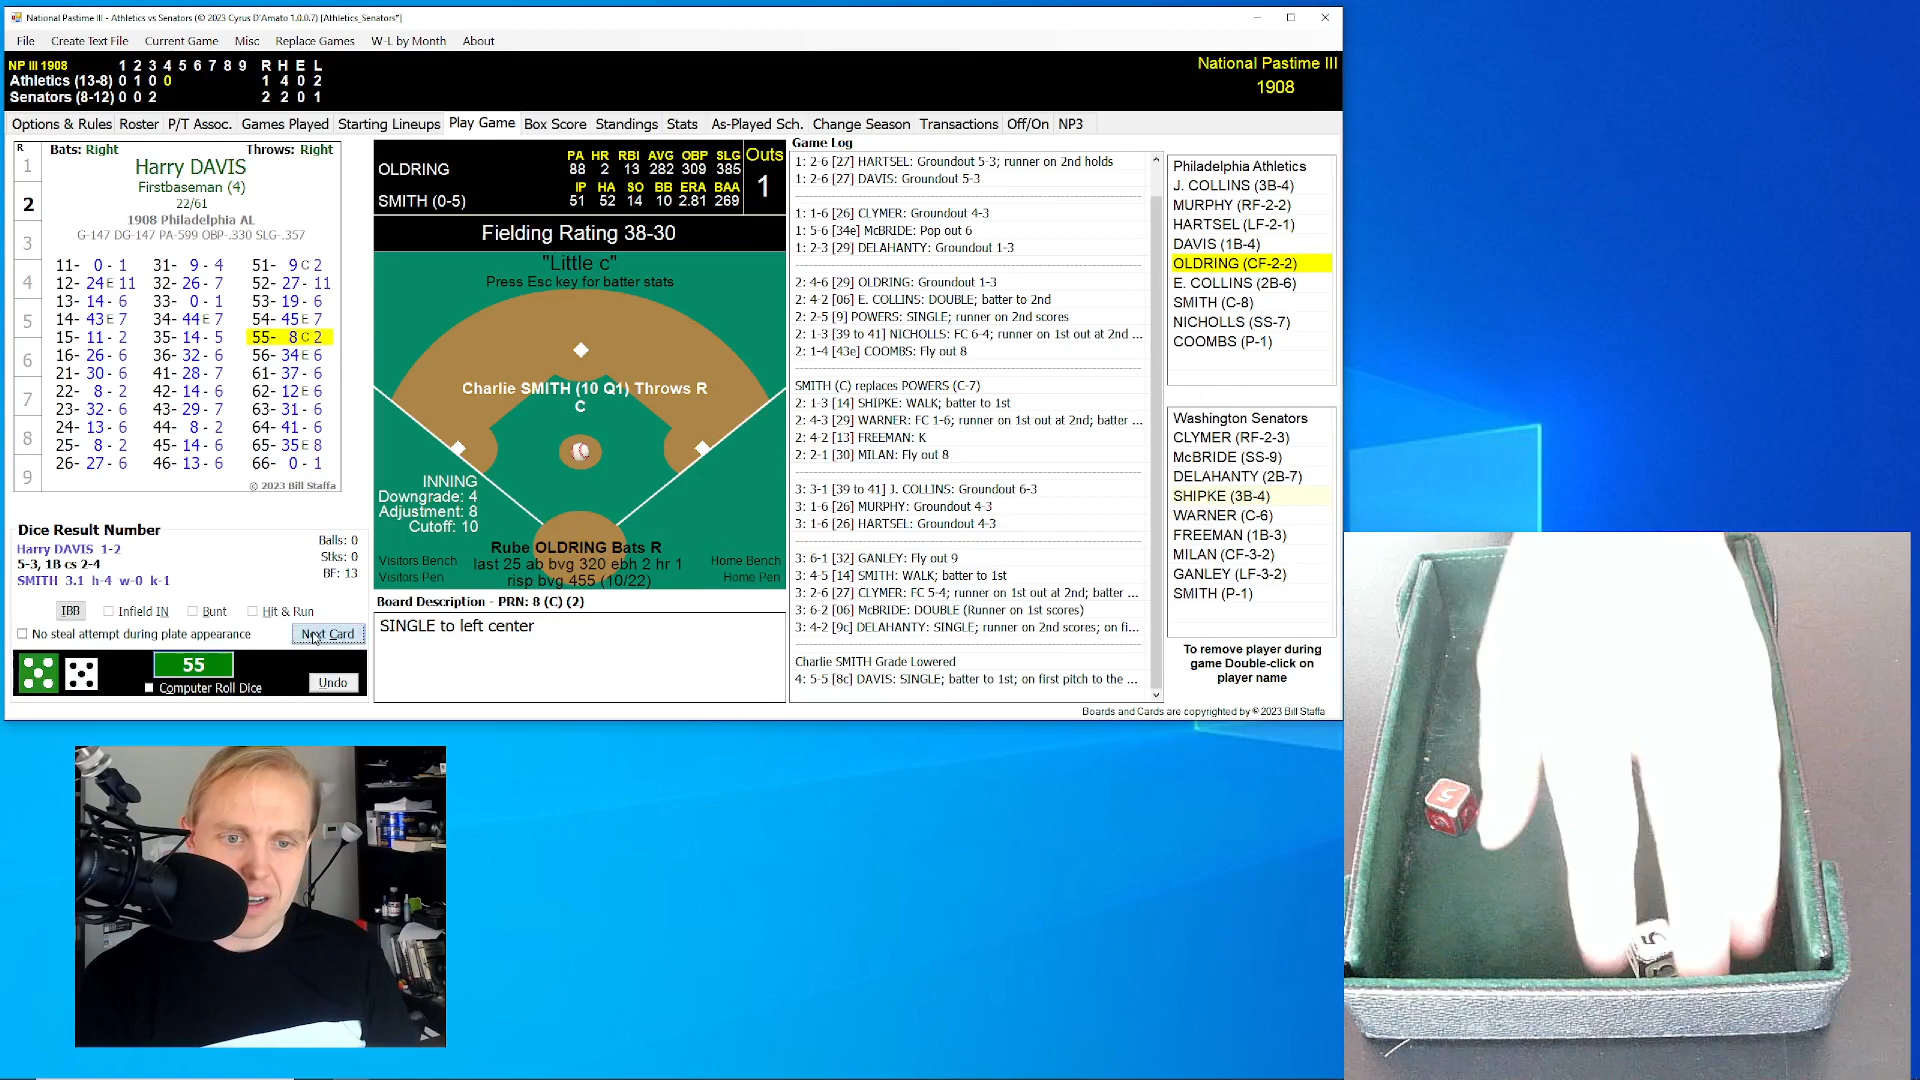 National Pastime III - Athletics vs Senators (© 2023 Cyrus D'Amato 1.0.0.7) [Athletics_Senators*]
File Create Text File Current Game Misc Replace Games W-L by Month About
NP III 1908 1 2 3 4 5 6 7 8 9 R H E L
Athletics (13-8) 0 1 0 0 1 4 0 2
Senators (8-12) 0 0 2 2 2 0 1
National Pastime III
1908
Options & Rules Roster P/T Assoc. Games Played Starting Lineups Play Game Box Score Standings Stats As-Played Sch. Change Season Transactions Off/On NP3
R
1
2
3
4
5
6
7
8
9
Bats: Right Throws: Right
Harry DAVIS
Firstbaseman (4)
22/61
1908 Philadelphia AL
G-147 DG-147 PA-599 OBP-.330 SLG-.357
11- 0 - 1 31- 9 - 4 51- 9 C 2
12- 24 E 11 32- 26 - 7 52- 27 - 11
13- 14 - 6 33- 0 - 1 53- 19 - 6
14- 43 E 7 34- 44 E 7 54- 45 E 7
15- 11 - 2 35- 14 - 5 55- 8 C 2
16- 26 - 6 36- 32 - 6 56- 34 E 6
21- 30 - 6 41- 28 - 7 61- 37 - 6
22- 8 - 2 42- 14 - 6 62- 12 E 6
23- 32 - 6 43- 29 - 7 63- 31 - 6
24- 13 - 6 44- 8 - 2 64- 41 - 6
25- 8 - 2 45- 14 - 6 65- 35 E 8
26- 27 - 6 46- 13 - 6 66- 0 - 1
© 2023 Bill Staffa
Dice Result Number
Harry DAVIS 1-2
5-3, 1B cs 2-4
SMITH 3.1 h-4 w-0 k-1
Balls: 0
Stks: 0
BF: 13
IBB Infield IN Bunt Hit & Run
No steal attempt during plate appearance Next Card
55
Computer Roll Dice Undo
PA HR RBI AVG OBP SLG
OLDRING 88 2 13 282 309 385
IP HA SO BB ERA BAA
SMITH (0-5) 51 52 14 10 2.81 269
Outs
1
Fielding Rating 38-30
"Little c"
Press Esc key for batter stats
Charlie SMITH (10 Q1) Throws R
C
INNING
Downgrade: 4
Adjustment: 8
Cutoff: 10
Rube OLDRING Bats R
last 25 ab bvg 320 ebh 2 hr 1
risp bvg 455 (10/22)
Visitors Bench
Visitors Pen
Home Bench
Home Pen
Board Description - PRN: 8 (C) (2)
SINGLE to left center
Game Log
1: 2-6 [27] HARTSEL: Groundout 5-3; runner on 2nd holds
1: 2-6 [27] DAVIS: Groundout 5-3
1: 1-6 [26] CLYMER: Groundout 4-3
1: 5-6 [34e] McBRIDE: Pop out 6
1: 2-3 [29] DELAHANTY: Groundout 1-3
2: 4-6 [29] OLDRING: Groundout 1-3
2: 4-2 [06] E. COLLINS: DOUBLE; batter to 2nd
2: 2-5 [9] POWERS: SINGLE; runner on 2nd scores
2: 1-3 [39 to 41] NICHOLLS: FC 6-4; runner on 1st out at 2nd ...
2: 1-4 [43e] COOMBS: Fly out 8
SMITH (C) replaces POWERS (C-7)
2: 1-3 [14] SHIPKE: WALK; batter to 1st
2: 4-3 [29] WARNER: FC 1-6; runner on 1st out at 2nd; batter ...
2: 4-2 [13] FREEMAN: K
2: 2-1 [30] MILAN: Fly out 8
3: 3-1 [39 to 41] J. COLLINS: Groundout 6-3
3: 1-6 [26] MURPHY: Groundout 4-3
3: 1-6 [26] HARTSEL: Groundout 4-3
3: 6-1 [32] GANLEY: Fly out 9
3: 4-5 [14] SMITH: WALK; batter to 1st
3: 2-6 [27] CLYMER: FC 5-4; runner on 1st out at 2nd; batter ...
3: 6-2 [06] McBRIDE: DOUBLE (Runner on 1st scores)
3: 4-2 [9c] DELAHANTY: SINGLE; runner on 2nd scores; on fi...
Charlie SMITH Grade Lowered
4: 5-5 [8c] DAVIS: SINGLE; batter to 1st; on first pitch to the ...
Philadelphia Athletics
J. COLLINS (3B-4)
MURPHY (RF-2-2)
HARTSEL (LF-2-1)
DAVIS (1B-4)
OLDRING (CF-2-2)
E. COLLINS (2B-6)
SMITH (C-8)
NICHOLLS (SS-7)
COOMBS (P-1)
Washington Senators
CLYMER (RF-2-3)
McBRIDE (SS-9)
DELAHANTY (2B-7)
SHIPKE (3B-4)
WARNER (C-6)
FREEMAN (1B-3)
MILAN (CF-3-2)
GANLEY (LF-3-2)
SMITH (P-1)
To remove player during
game Double-click on
player name
Boards and Cards are copyrighted by © 2023 Bill Staffa
5
5